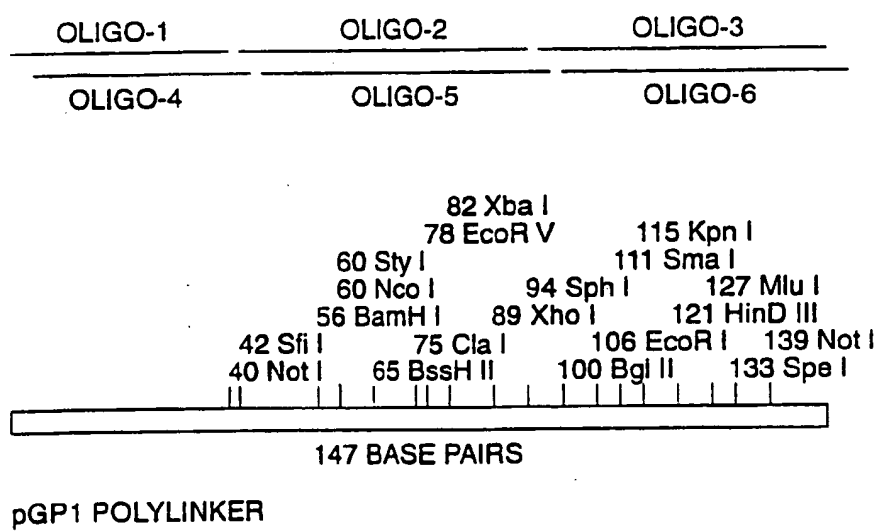 OLIGO-1 OLIGO-2 OLIGO-3
OLIGO-4 OLIGO-5 OLIGO-6
82 Xba I
78 EcoR V 115 Kpn I
60 Sty I 111 Sma I
60 Nco I 94 Sph I 127 Mlu I
56 BamH I 89 Xho I 121 HinD III
42 Sfi I 75 Cla I 106 EcoR I 139 Not I
40 Not I 65 BssH II 100 Bgl II 133 Spe I
147 BASE PAIRS
pGP1 POLYLINKER